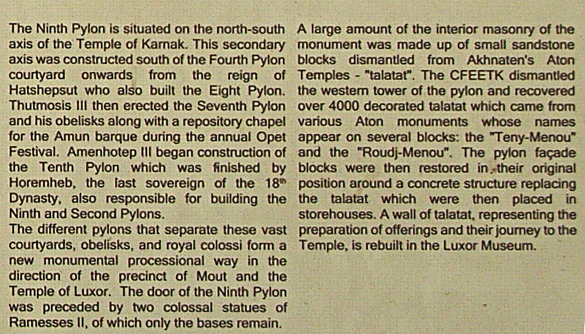 The Ninth Pylon is situated on the north-south
axis of the Temple of Karnak. This secondary
axis was constructed south of the Fourth Pylon
courtyard onwards from the reign of
Hatshepsut who also built the Eight Pylon.
Thutmosis III then erected the Seventh Pylon
and his obelisks along with a repository chapel
for the Amun barque during the annual Opet
Festival. Amenhotep III began construction of
the Tenth Pylon which was finished by
Horemheb, the last sovereign of the 18th
Dynasty, also responsible for building the
Ninth and Second Pylons.
The different pylons that separate these vast
courtyards, obelisks, and royal colossi form a
new monumental processional way in the
direction of the precinct of Mout and the
Temple of Luxor. The door of the Ninth Pylon
was preceded by two colossal statues of
Ramesses II, of which only the bases remain.
A large amount of the interior masonry of the
monument was made up of small sandstone
blocks dismantled from Akhnaten's Aton
Temples - "talatat". The CFEETK dismantled
the western tower of the pylon and recovered
over 4000 decorated talatat which came from
various Aton monuments whose names
appear on several blocks: the "Teny-Menou"
and the "Roudj-Menou". The pylon façade
blocks were then restored in their original
position around a concrete structure replacing
the talatat which were then placed in
storehouses. A wall of talatat, representing the
preparation of offerings and their journey to the
Temple, is rebuilt in the Luxor Museum.